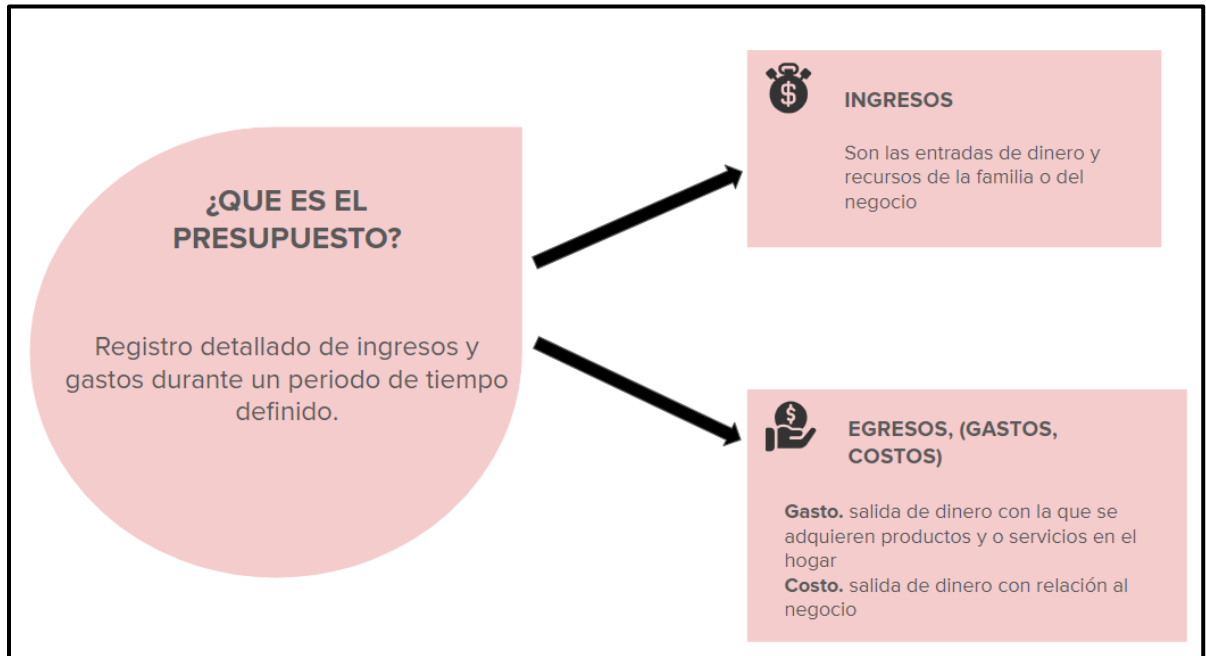 ¿QUE ES EL
PRESUPUESTO?
Registro detallado de ingresos y
gastos durante un periodo de tiempo
definido.
INGRESOS
Son las entradas de dinero y
recursos de la familia o del
negocio
EGRESOS, (GASTOS,
COSTOS)
Gasto. salida de dinero con la que se
adquieren productos y o servicios en el
hogar
Costo. salida de dinero con relación al
negocio